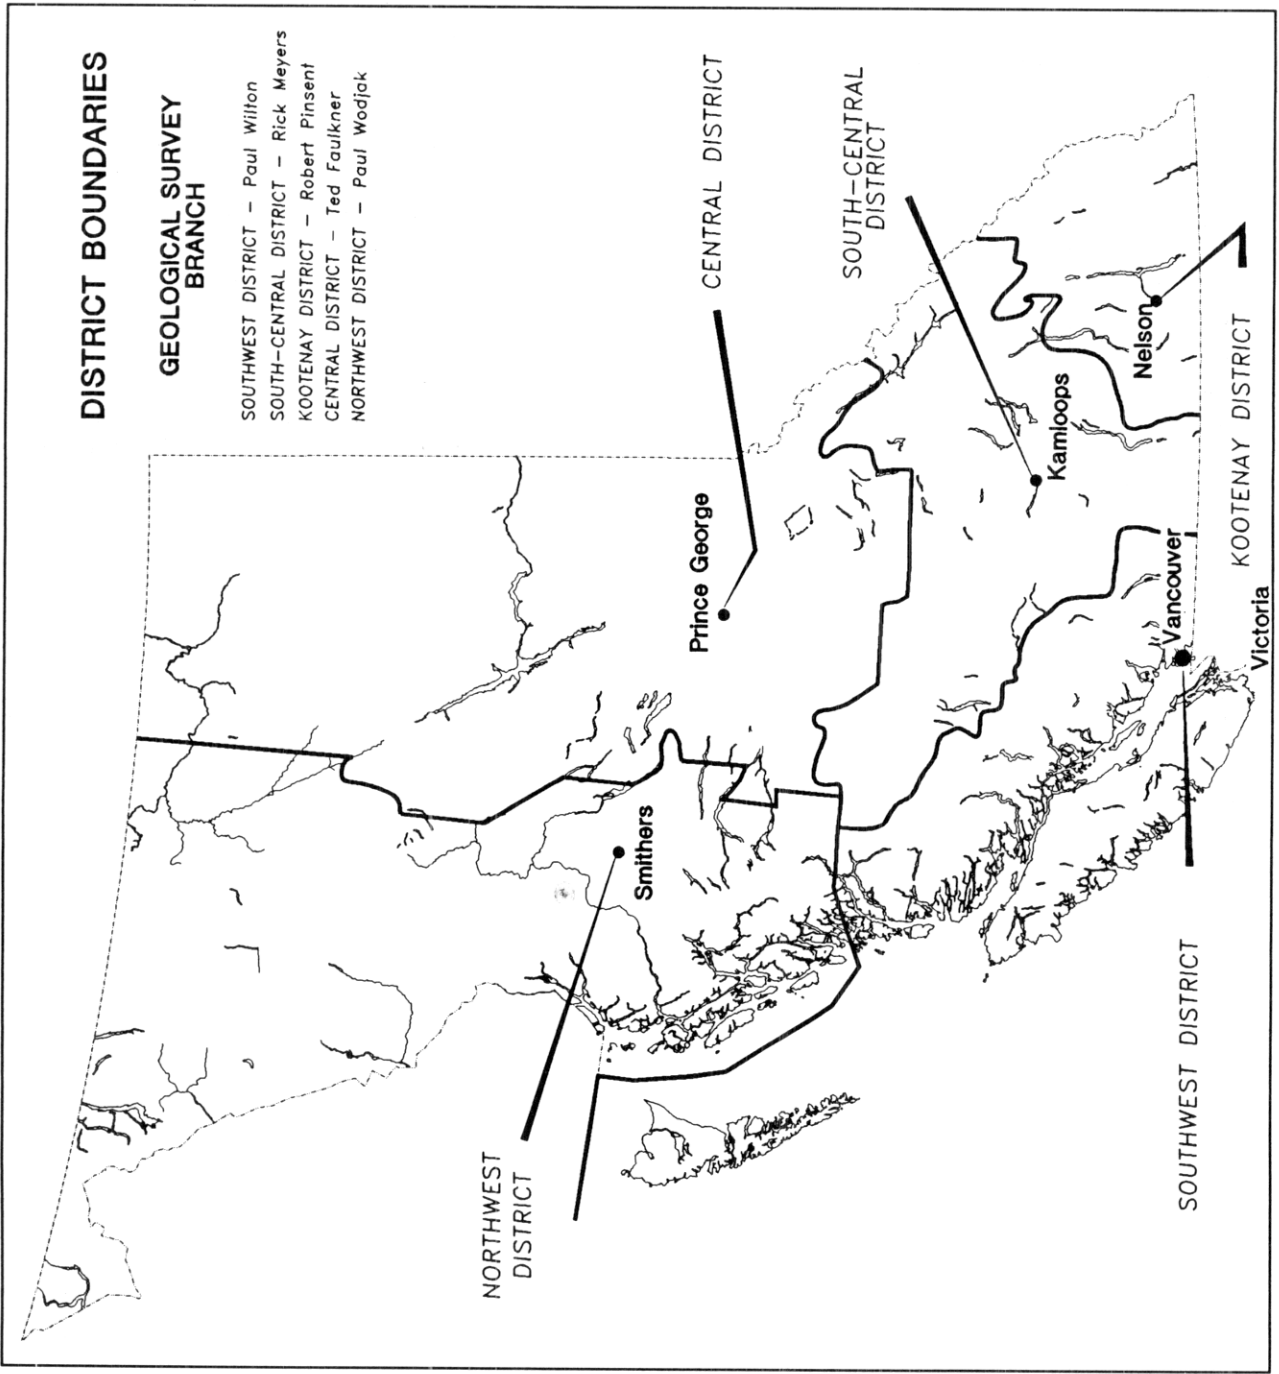 DISTRICT BOUNDARIES
GEOLOGICAL SURVEY
BRANCH
SOUTHWEST DISTRICT - Paul Wilton
SOUTH-CENTRAL DISTRICT - Rick Meyers
KOOTENAY DISTRICT - Robert Pinsent
CENTRAL DISTRICT - Ted Faulkner
NORTHWEST DISTRICT - Paul Wodjak
CENTRAL DISTRICT
SOUTH-CENTRAL
DISTRICT
Prince George
Kamloops
Nelson
KOOTENAY DISTRICT
Vancouver
Victoria
Smithers
NORTHWEST
DISTRICT
SOUTHWEST DISTRICT